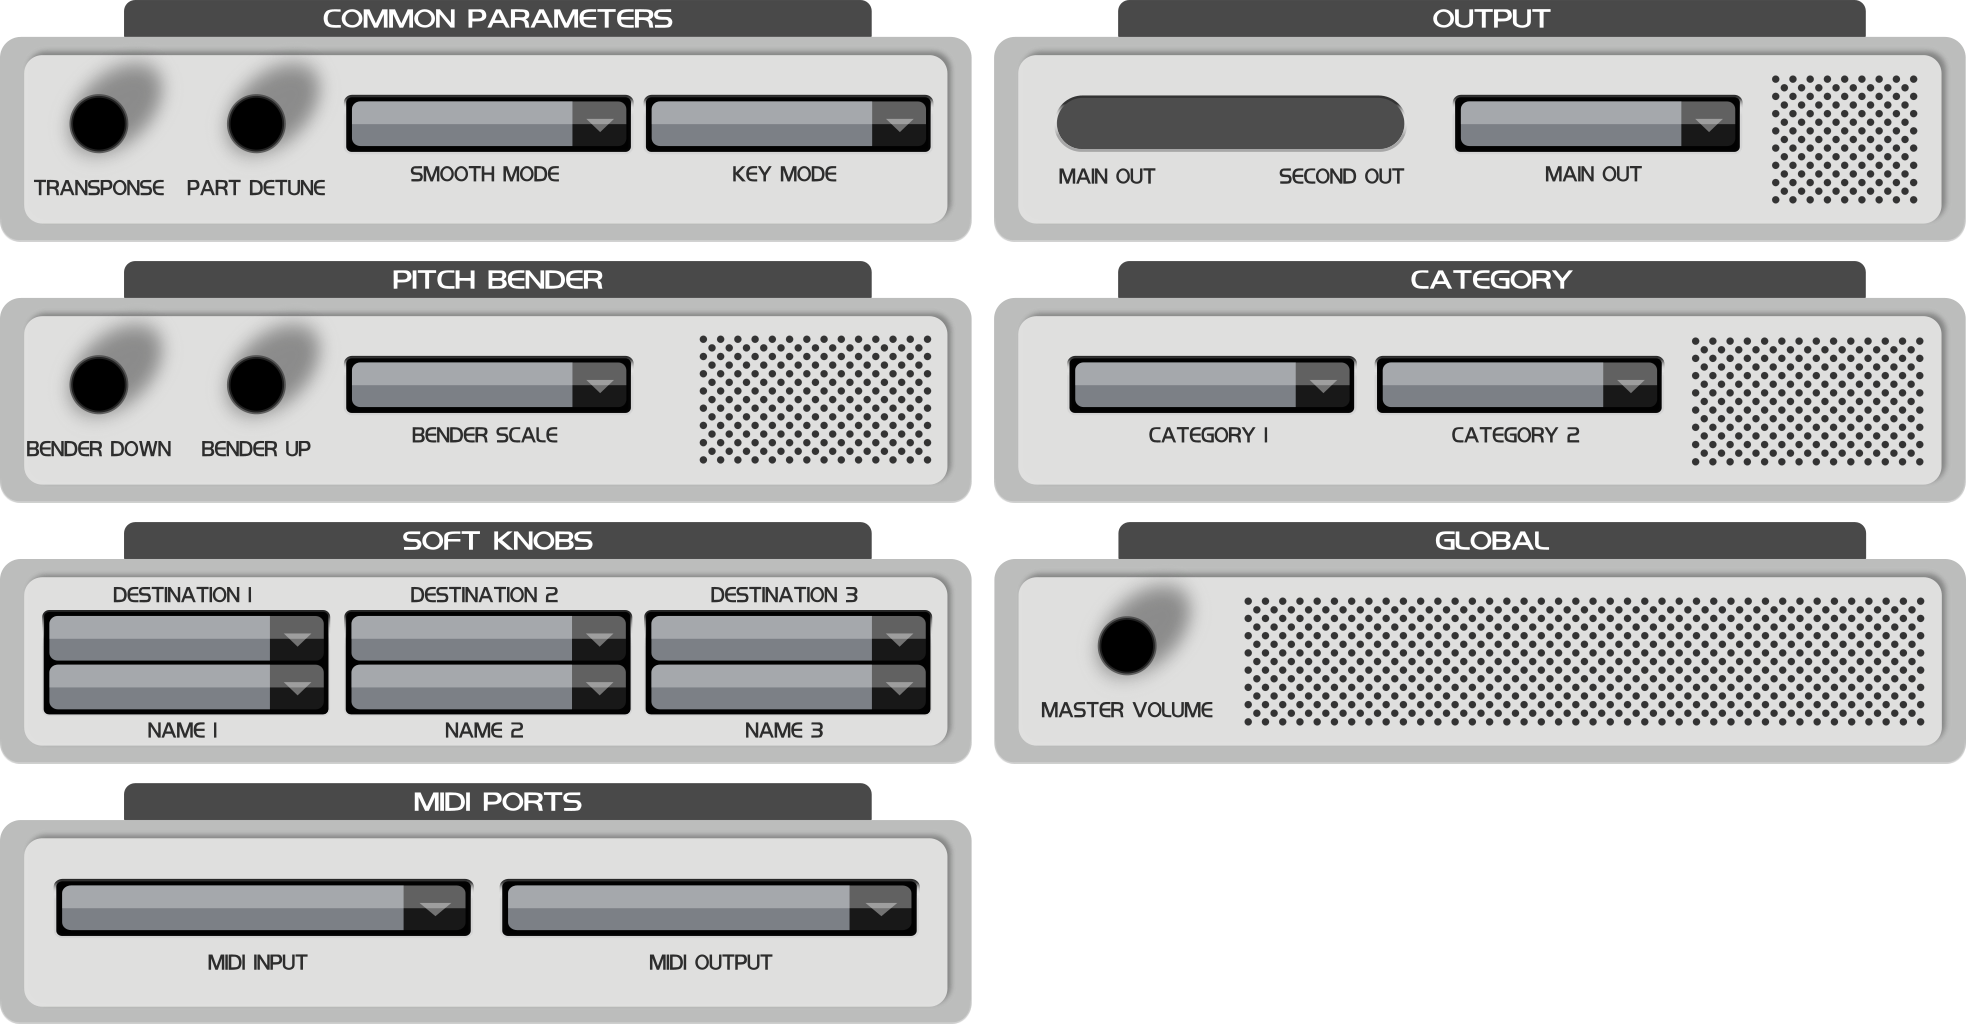 COMMON PARAMETERS
TRANSPONSE
PART DETUNE
SMOOTH MODE
KEY MODE
OUTPUT
MAIN OUT
SECOND OUT
MAIN OUT
PITCH BENDER
BENDER DOWN
BENDER UP
BENDER SCALE
CATEGORY
CATEGORY 1
CATEGORY 2
SOFT KNOBS
DESTINATION 1
DESTINATION 2
DESTINATION 3
NAME 1
NAME 2
NAME 3
GLOBAL
MASTER VOLUME
MIDI PORTS
MIDI INPUT
MIDI OUTPUT